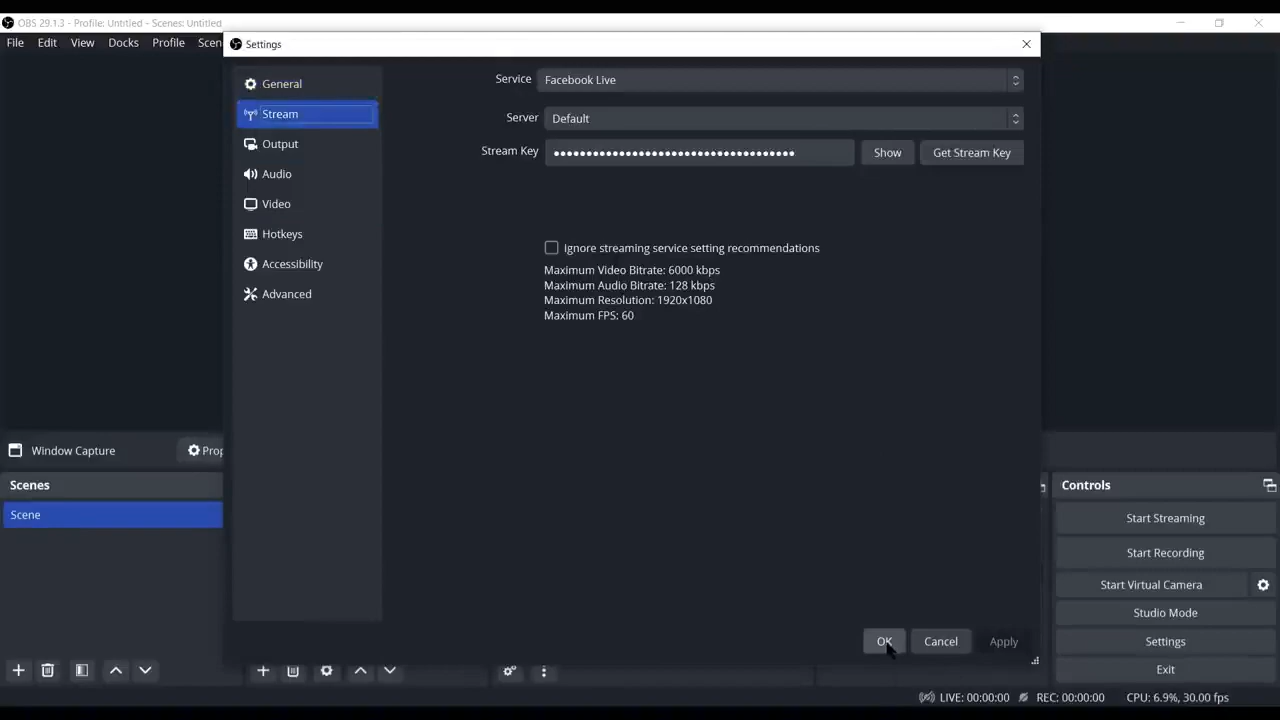 OBS 29.1.3 - Profile: Untitled - Scenes: Untitled
File Edit View Docks Profile
Settings
General
Stream
Output
Audio
Video
Hotkeys
Accessibility
Advanced
Service Facebook Live
Server Default
Stream Key •••••••••••••••••••••••••••••••••••••• Show Get Stream Key
Ignore streaming service setting recommendations
Maximum Video Bitrate: 6000 kbps
Maximum Audio Bitrate: 128 kbps
Maximum Resolution: 1920x1080
Maximum FPS: 60
OK Cancel Apply
Window Capture
Scenes
Scene
Controls
Start Streaming
Start Recording
Start Virtual Camera
Studio Mode
Settings
Exit
LIVE: 00:00:00 REC: 00:00:00 CPU: 6.9%, 30.00 fps